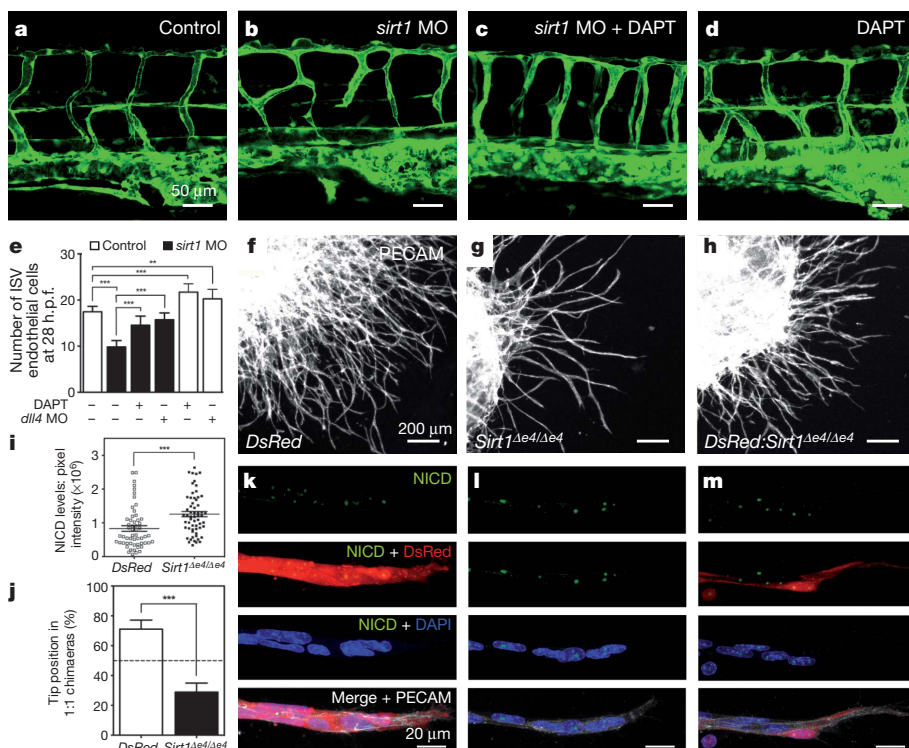 a Control
b sirt1 MO
c sirt1 MO + DAPT
d DAPT
50 μm
e
Control sirt1 MO
Number of ISV
endothelial cells
at 28 h.p.f.
30
20
10
0
***
**
***
***
***
***
DAPT – – + – + –
dll4 MO – – – + – +
f PECAM
200 μm
DsRed
g
Sirt1Δe4/Δe4
h
DsRed:Sirt1Δe4/Δe4
i
NICD levels: pixel
intensity (×10⁶)
3
2
1
0
***
DsRed Sirt1Δe4/Δe4
j
Tip position in
1:1 chimaeras (%)
100
80
60
40
20
0
***
DsRed Sirt1Δe4/Δe4
k NICD
NICD + DsRed
NICD + DAPI
Merge + PECAM
20 μm
l
m